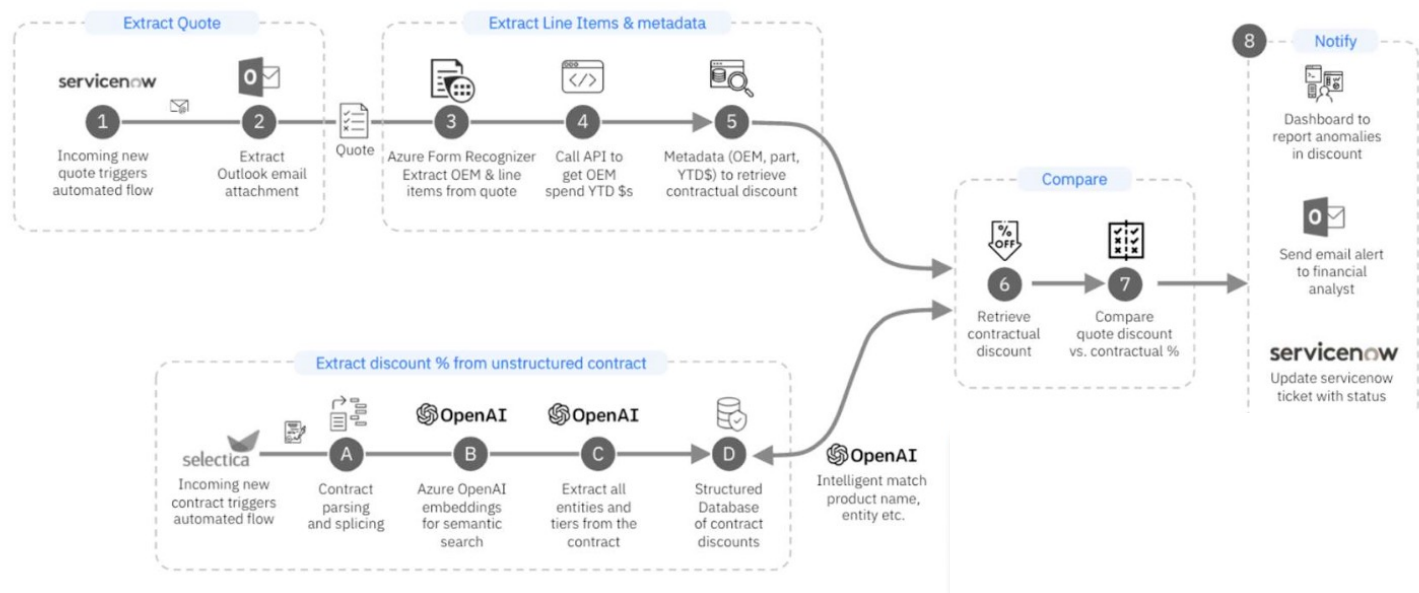 Extract Quote
servicenow
1
Incoming new
quote triggers
automated flow
O
2
Extract
Outlook email
attachment
Quote
Extract Line Items & metadata
3
Azure Form Recognizer
Extract OEM & line
items from quote
</>
4
Call API to
get OEM
spend YTD $s
5
Metadata (OEM, part,
YTD$) to retrieve
contractual discount
Extract discount % from unstructured contract
selectica
Incoming new
contract triggers
automated flow
A
Contract
parsing
and splicing
OpenAI
B
Azure OpenAI
embeddings
for semantic
search
OpenAI
C
Extract all
entities and
tiers from the
contract
D
Structured
Database
of contract
discounts
OpenAI
Intelligent match
product name,
entity etc.
Compare
%
OFF
6
Retrieve
contractual
discount
7
Compare
quote discount
vs. contractual %
8
Notify
Dashboard to
report anomalies
in discount
O
Send email alert
to financial
analyst
servicenow
Update servicenow
ticket with status